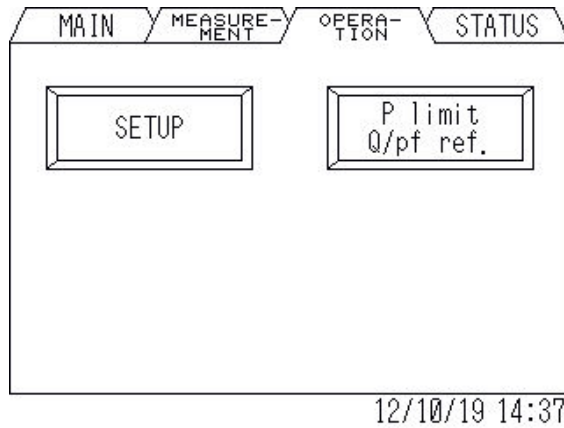 MAIN
MEASURE-
MENT
OPERA-
TION
STATUS
SETUP
P limit
Q/pf ref.
12/10/19 14:37